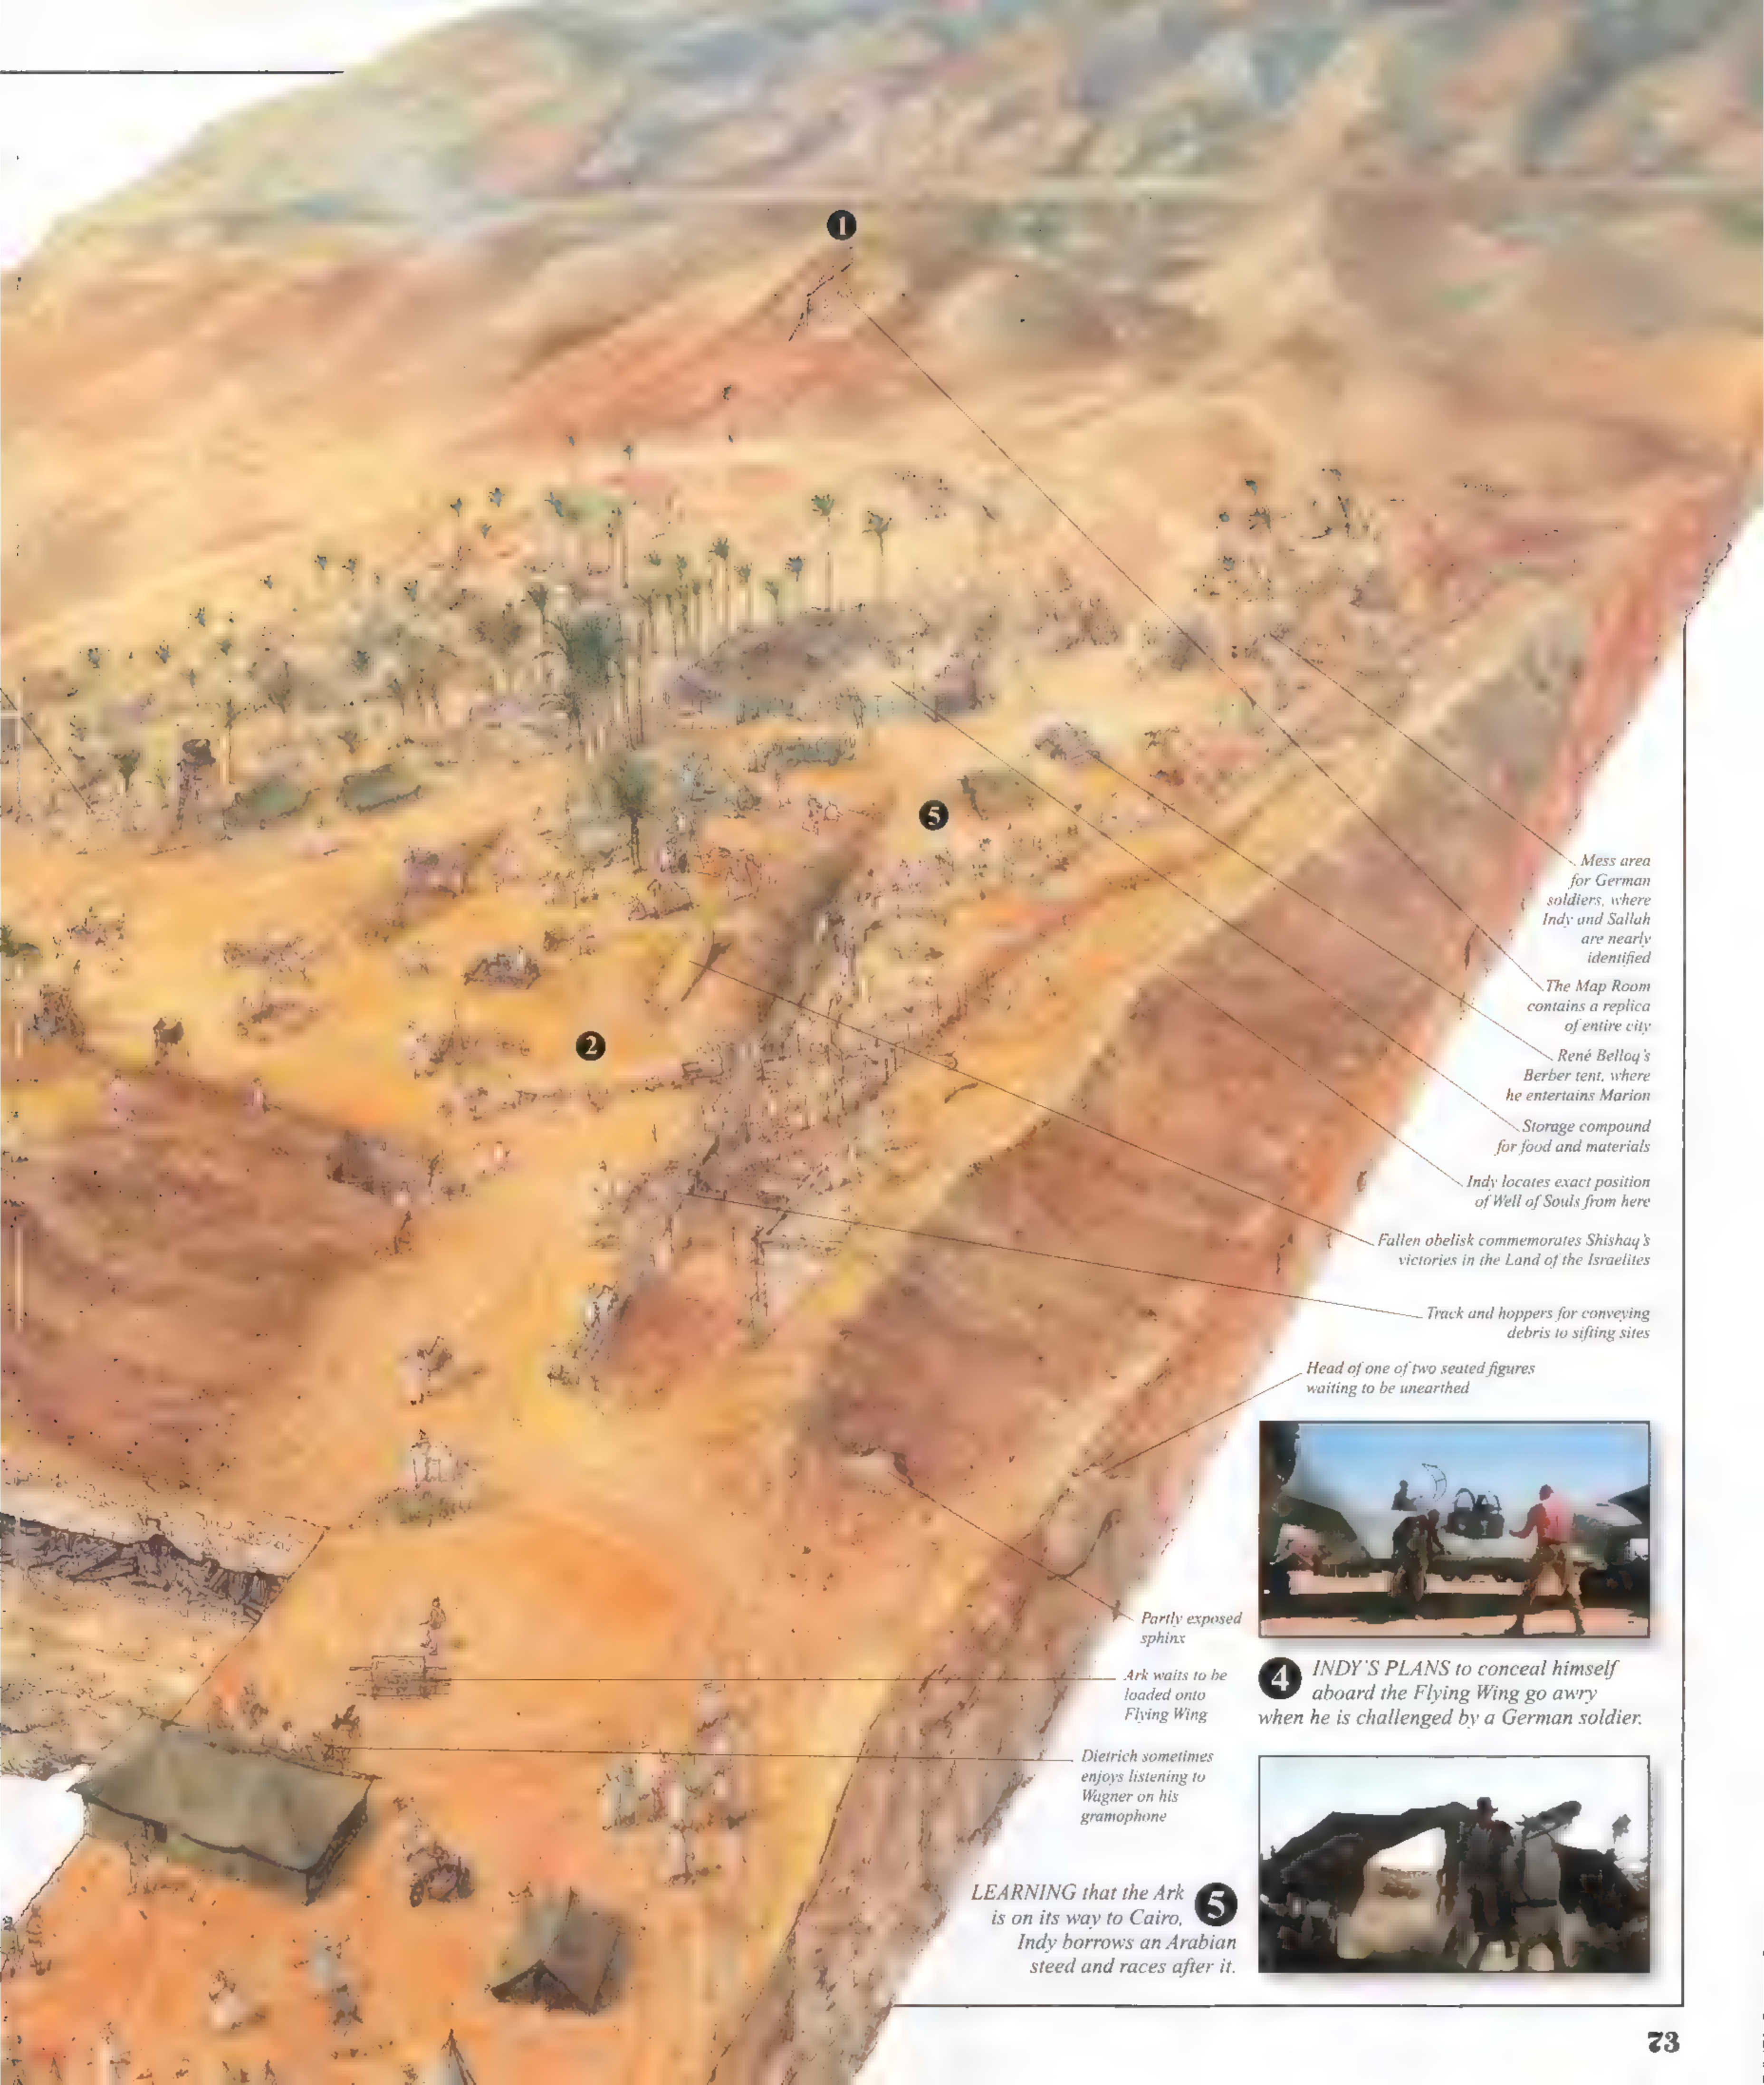 1
5
2
Mess area
for German
soldiers, where
Indy and Sallah
are nearly
identified
The Map Room
contains a replica
of entire city
René Belloq's
Berber tent, where
he entertains Marion
Storage compound
for food and materials
Indy locates exact position
of Well of Souls from here
Fallen obelisk commemorates Shishaq's
victories in the Land of the Israelites
Track and hoppers for conveying
debris to sifting sites
Head of one of two seated figures
waiting to be unearthed
Partly exposed
sphinx
Ark waits to be
loaded onto
Flying Wing
4 INDY'S PLANS to conceal himself
aboard the Flying Wing go awry
when he is challenged by a German soldier.
Dietrich sometimes
enjoys listening to
Wagner on his
gramophone
LEARNING that the Ark
is on its way to Cairo, 5
Indy borrows an Arabian
steed and races after it.
73